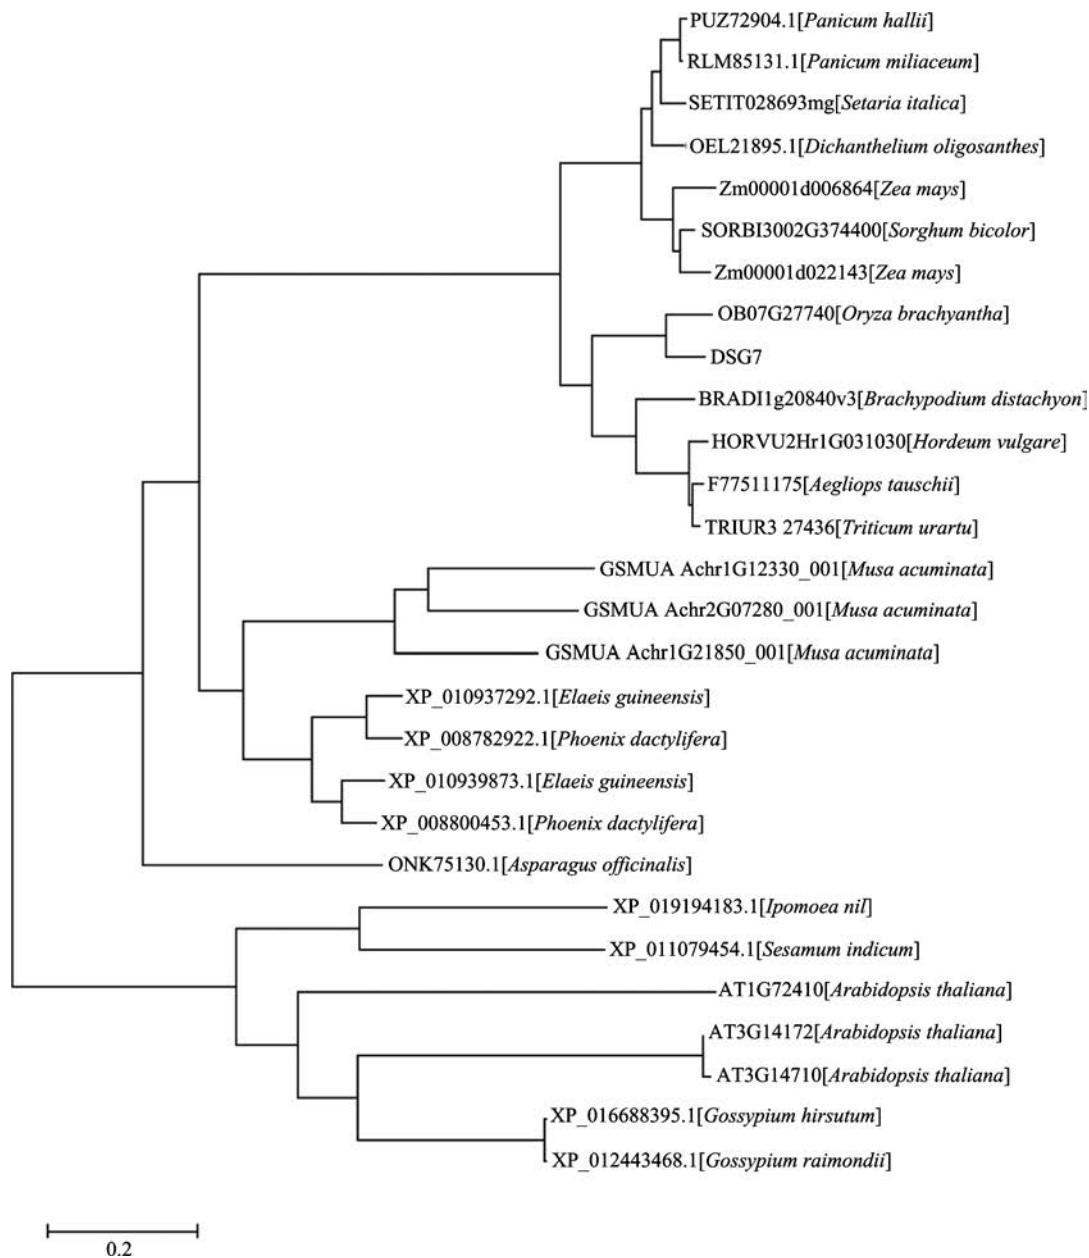 PUZ72904.1[Panicum hallii]
RLM85131.1[Panicum miliaceum]
SETIT028693mg[Setaria italica]
OEL21895.1[Dichanthelium oligosanthes]
Zm00001d006864[Zea mays]
SORBI3002G374400[Sorghum bicolor]
Zm00001d022143[Zea mays]
OB07G27740[Oryza brachyantha]
DSG7
BRADI1g20840v3[Brachypodium distachyon]
HORVU2Hr1G031030[Hordeum vulgare]
F77511175[Aegliops tauschii]
TRIUR3 27436[Triticum urartu]
GSMUA Achr1G12330_001[Musa acuminata]
GSMUA Achr2G07280_001[Musa acuminata]
GSMUA Achr1G21850_001[Musa acuminata]
XP_010937292.1[Elaeis guineensis]
XP_008782922.1[Phoenix dactylifera]
XP_010939873.1[Elaeis guineensis]
XP_008800453.1[Phoenix dactylifera]
ONK75130.1[Asparagus officinalis]
XP_019194183.1[Ipomoea nil]
XP_011079454.1[Sesamum indicum]
AT1G72410[Arabidopsis thaliana]
AT3G14172[Arabidopsis thaliana]
AT3G14710[Arabidopsis thaliana]
XP_016688395.1[Gossypium hirsutum]
XP_012443468.1[Gossypium raimondii]
0.2